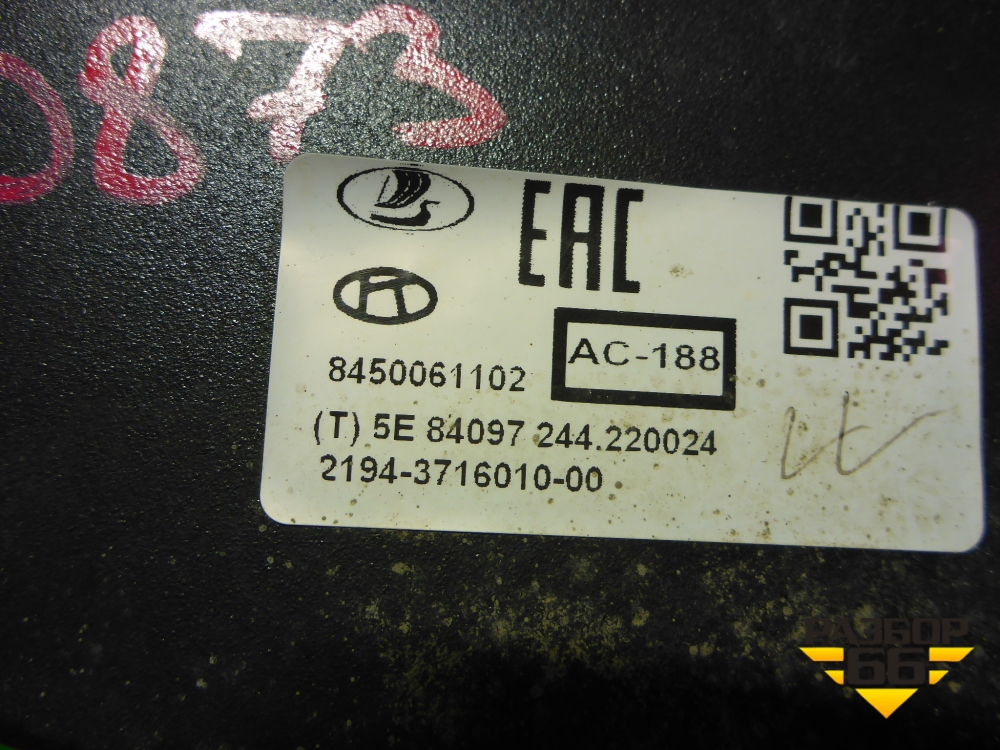 0873
EAC
AC-188
8450061102
(T) 5E 84097 244.220024
2194-3716010-00
РАЗБОР
66